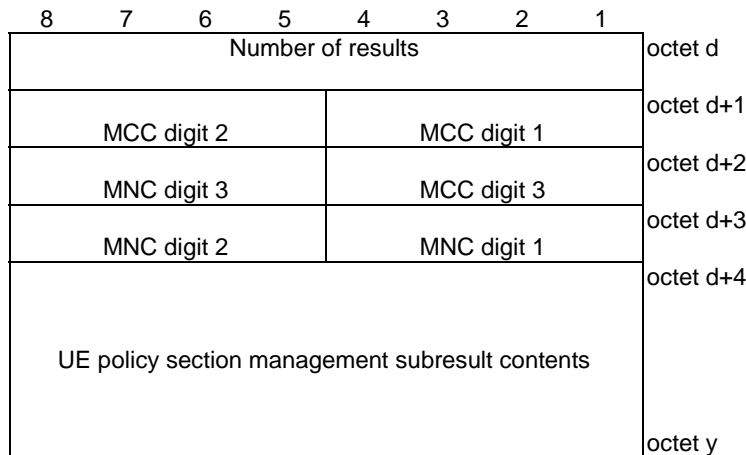 8 7 6 5 4 3 2 1
Number of results octet d
octet d+1
MCC digit 2 MCC digit 1
octet d+2
MNC digit 3 MCC digit 3
octet d+3
MNC digit 2 MNC digit 1
octet d+4
UE policy section management subresult contents
octet y